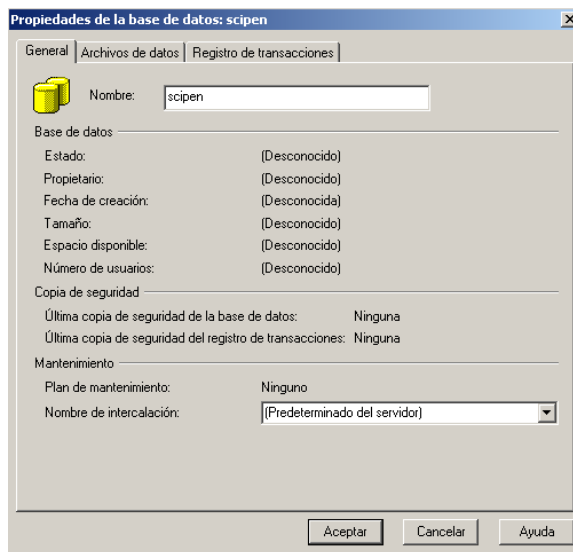 Propiedades de la base de datos: scipen
General Archivos de datos Registro de transacciones
Nombre: scipen
Base de datos
Estado: (Desconocido)
Propietario: (Desconocido)
Fecha de creación: (Desconocida)
Tamaño: (Desconocido)
Espacio disponible: (Desconocido)
Número de usuarios: (Desconocido)
Copia de seguridad
Última copia de seguridad de la base de datos: Ninguna
Última copia de seguridad del registro de transacciones: Ninguna
Mantenimiento
Plan de mantenimiento: Ninguno
Nombre de intercalación: (Predeterminado del servidor)
Aceptar Cancelar Ayuda